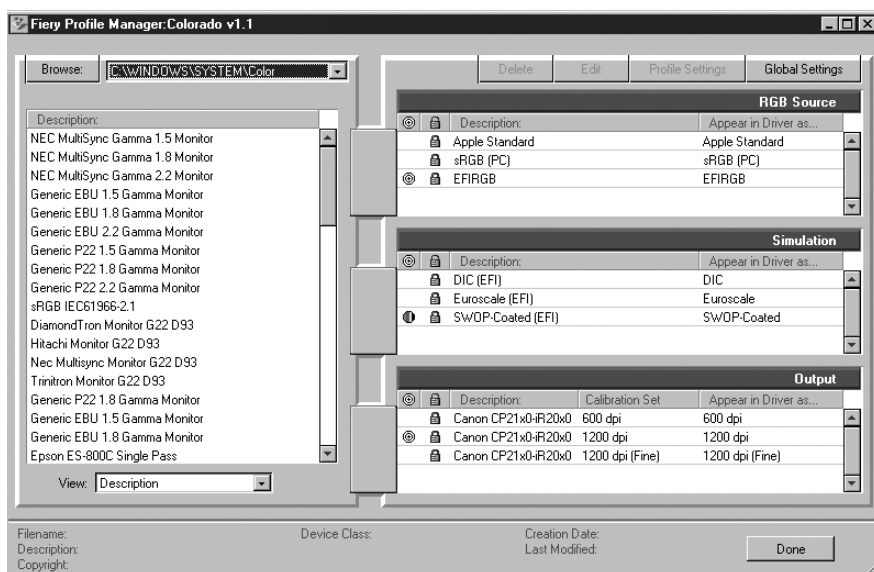 Fiery Profile Manager:Colorado v1.1
Browse: C:\WINDOWS\SYSTEM\Color
Description:
NEC MultiSync Gamma 1.5 Monitor
NEC MultiSync Gamma 1.8 Monitor
NEC MultiSync Gamma 2.2 Monitor
Generic EBU 1.5 Gamma Monitor
Generic EBU 1.8 Gamma Monitor
Generic EBU 2.2 Gamma Monitor
Generic P22 1.5 Gamma Monitor
Generic P22 1.8 Gamma Monitor
Generic P22 2.2 Gamma Monitor
sRGB IEC61966-2.1
DiamondTron Monitor G22 D93
Hitachi Monitor G22 D93
Nec Multisync Monitor G22 D93
Trinitron Monitor G22 D93
Generic P22 1.8 Gamma Monitor
Generic EBU 1.5 Gamma Monitor
Generic EBU 1.8 Gamma Monitor
Epson ES-800C Single Pass
View: Description
Delete Edit Profile Settings Global Settings
RGB Source
Description: Appear in Driver as...
Apple Standard Apple Standard
sRGB (PC) sRGB (PC)
EFIRGB EFIRGB
Simulation
Description: Appear in Driver as...
DIC (EFI) DIC
Euroscale (EFI) Euroscale
SWOP-Coated (EFI) SWOP-Coated
Output
Description: Calibration Set Appear in Driver as...
Canon CP21x0-iR20x0 600 dpi 600 dpi
Canon CP21x0-iR20x0 1200 dpi 1200 dpi
Canon CP21x0-iR20x0 1200 dpi (Fine) 1200 dpi (Fine)
Filename: Device Class: Creation Date:
Description: Last Modified:
Copyright:
Done